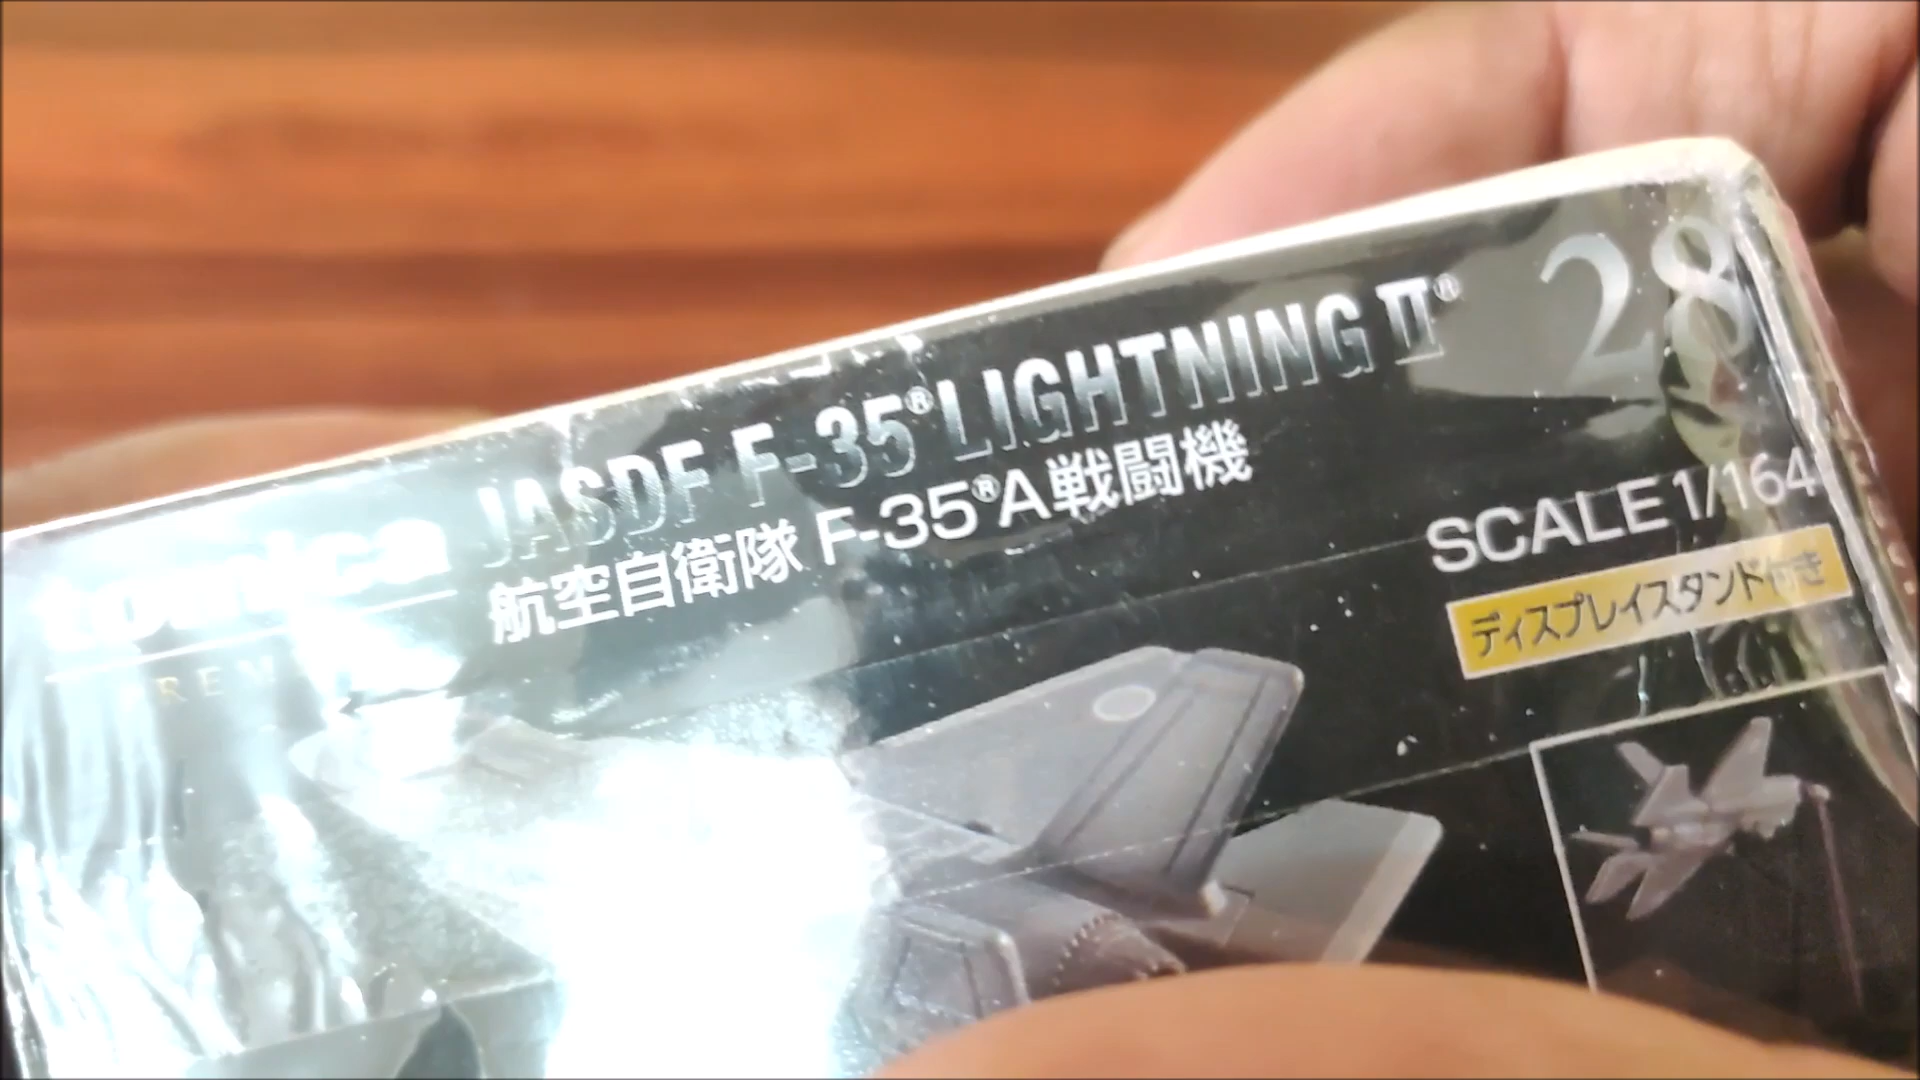 tomica
JASDF F-35® LIGHTNING II®
28
航空自衛隊 F-35®A戦闘機
SCALE 1/164
ディスプレイスタンド付き